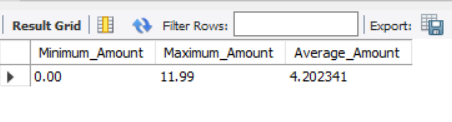 Result Grid Filter Rows: Export:
Minimum_Amount Maximum_Amount Average_Amount
0.00 11.99 4.202341